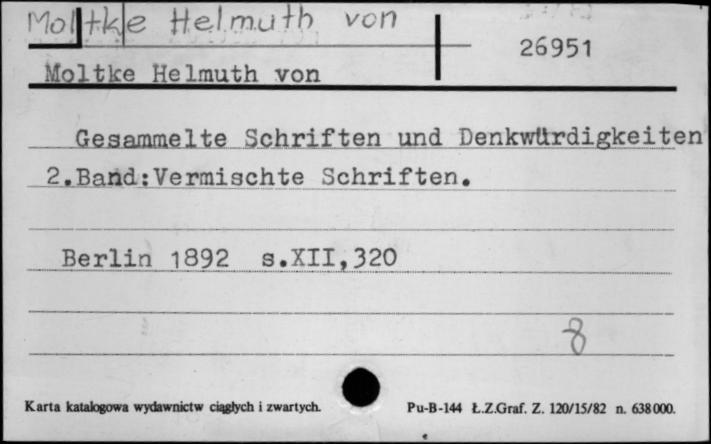 Moltke Helmuth von
26951
Moltke Helmuth von
Gesammelte Schriften und Denkwürdigkeiten
2.Band:Vermischte Schriften.
Berlin 1892 s.XII,320
8
Karta katalogowa wydawnictw ciągłych i zwartych. Pu-B-144 Ł.Z.Graf. Z. 120/15/82 n. 638000.